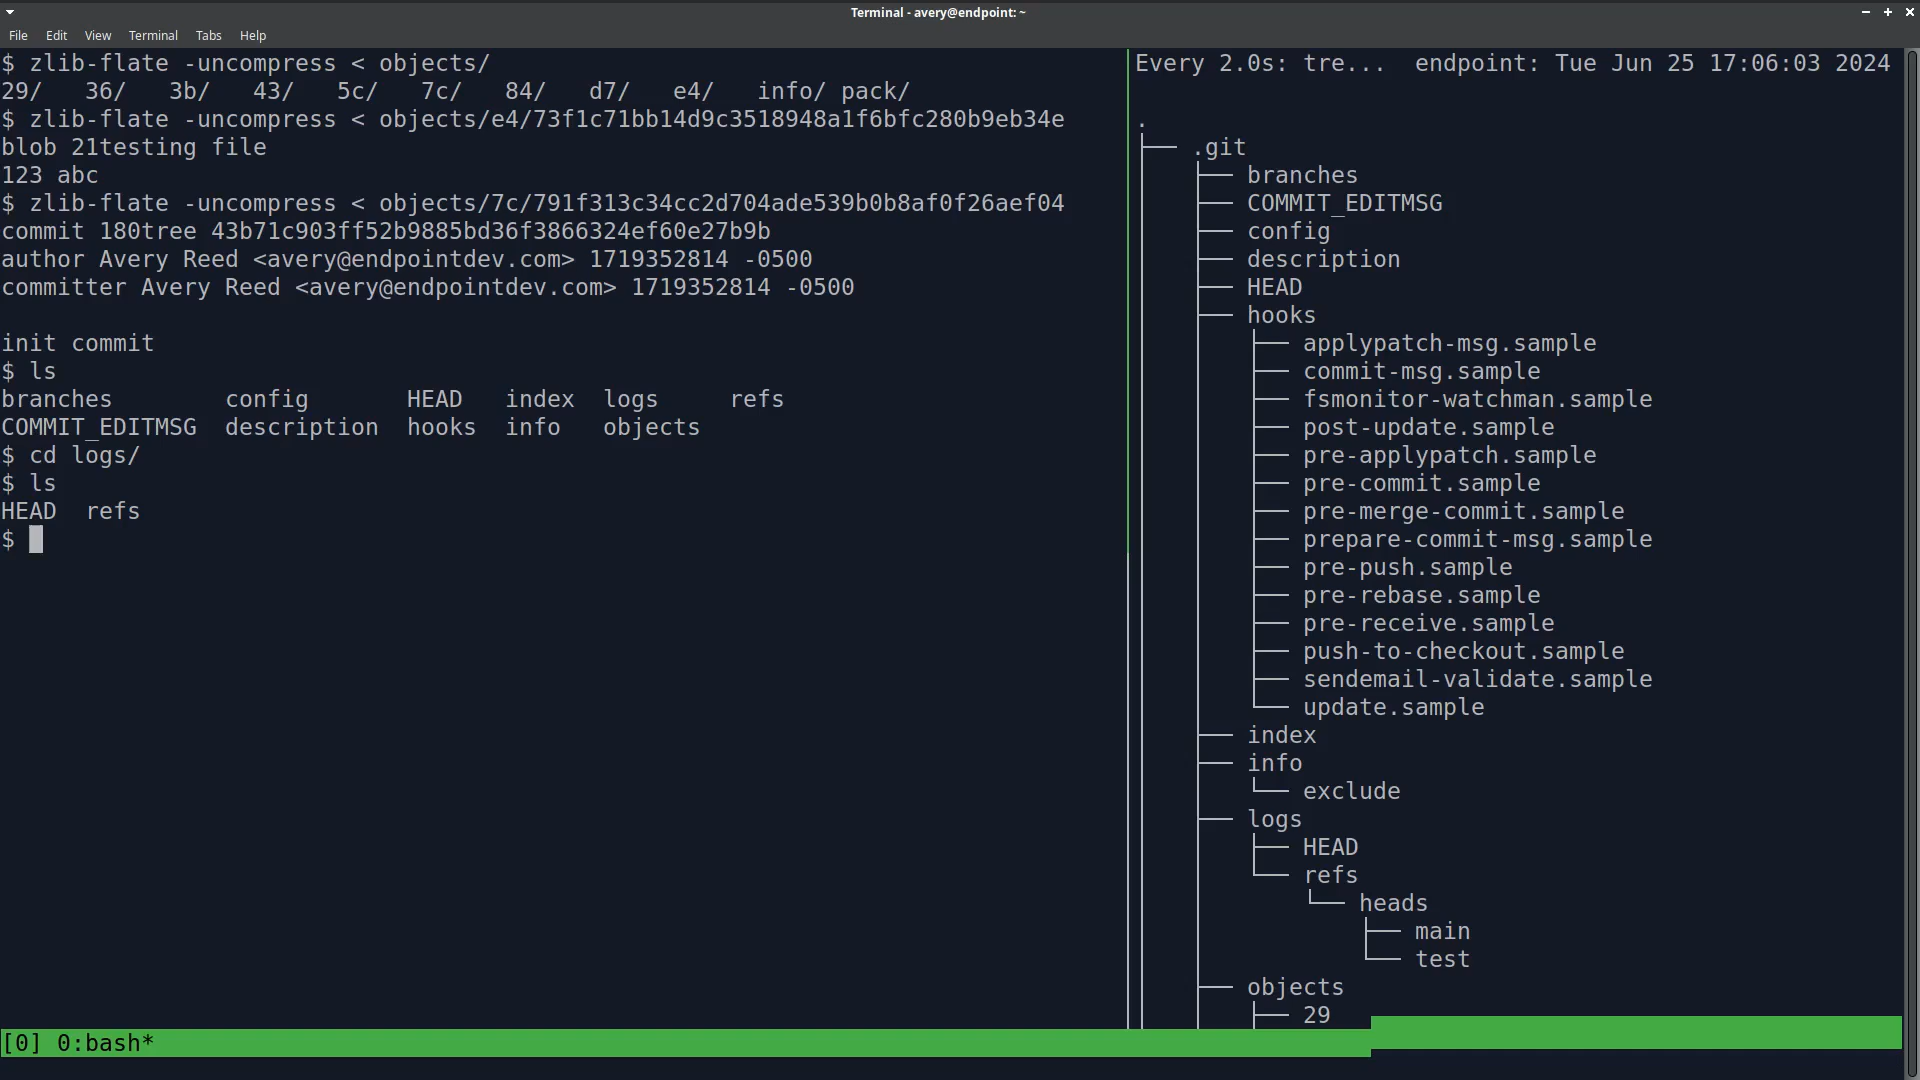 Terminal - avery@endpoint: ~
File Edit View Terminal Tabs Help
$ zlib-flate -uncompress < objects/
29/ 36/ 3b/ 43/ 5c/ 7c/ 84/ d7/ e4/ info/ pack/
$ zlib-flate -uncompress < objects/e4/73f1c71bb14d9c3518948a1f6bfc280b9eb34e
blob 21testing file
123 abc
$ zlib-flate -uncompress < objects/7c/791f313c34cc2d704ade539b0b8af0f26aef04
commit 180tree 43b71c903ff52b9885bd36f3866324ef60e27b9b
author Avery Reed <avery@endpointdev.com> 1719352814 -0500
committer Avery Reed <avery@endpointdev.com> 1719352814 -0500
init commit
$ ls
branches config HEAD index logs refs
COMMIT_EDITMSG description hooks info objects
$ cd logs/
$ ls
HEAD refs
$
Every 2.0s: tre... endpoint: Tue Jun 25 17:06:03 2024
.
├── .git
├── branches
├── COMMIT_EDITMSG
├── config
├── description
├── HEAD
├── hooks
├── applypatch-msg.sample
├── commit-msg.sample
├── fsmonitor-watchman.sample
├── post-update.sample
├── pre-applypatch.sample
├── pre-commit.sample
├── pre-merge-commit.sample
├── prepare-commit-msg.sample
├── pre-push.sample
├── pre-rebase.sample
├── pre-receive.sample
├── push-to-checkout.sample
├── sendemail-validate.sample
└── update.sample
├── index
├── info
└── exclude
├── logs
├── HEAD
└── refs
└── heads
├── main
└── test
├── objects
├── 29
[0] 0:bash*